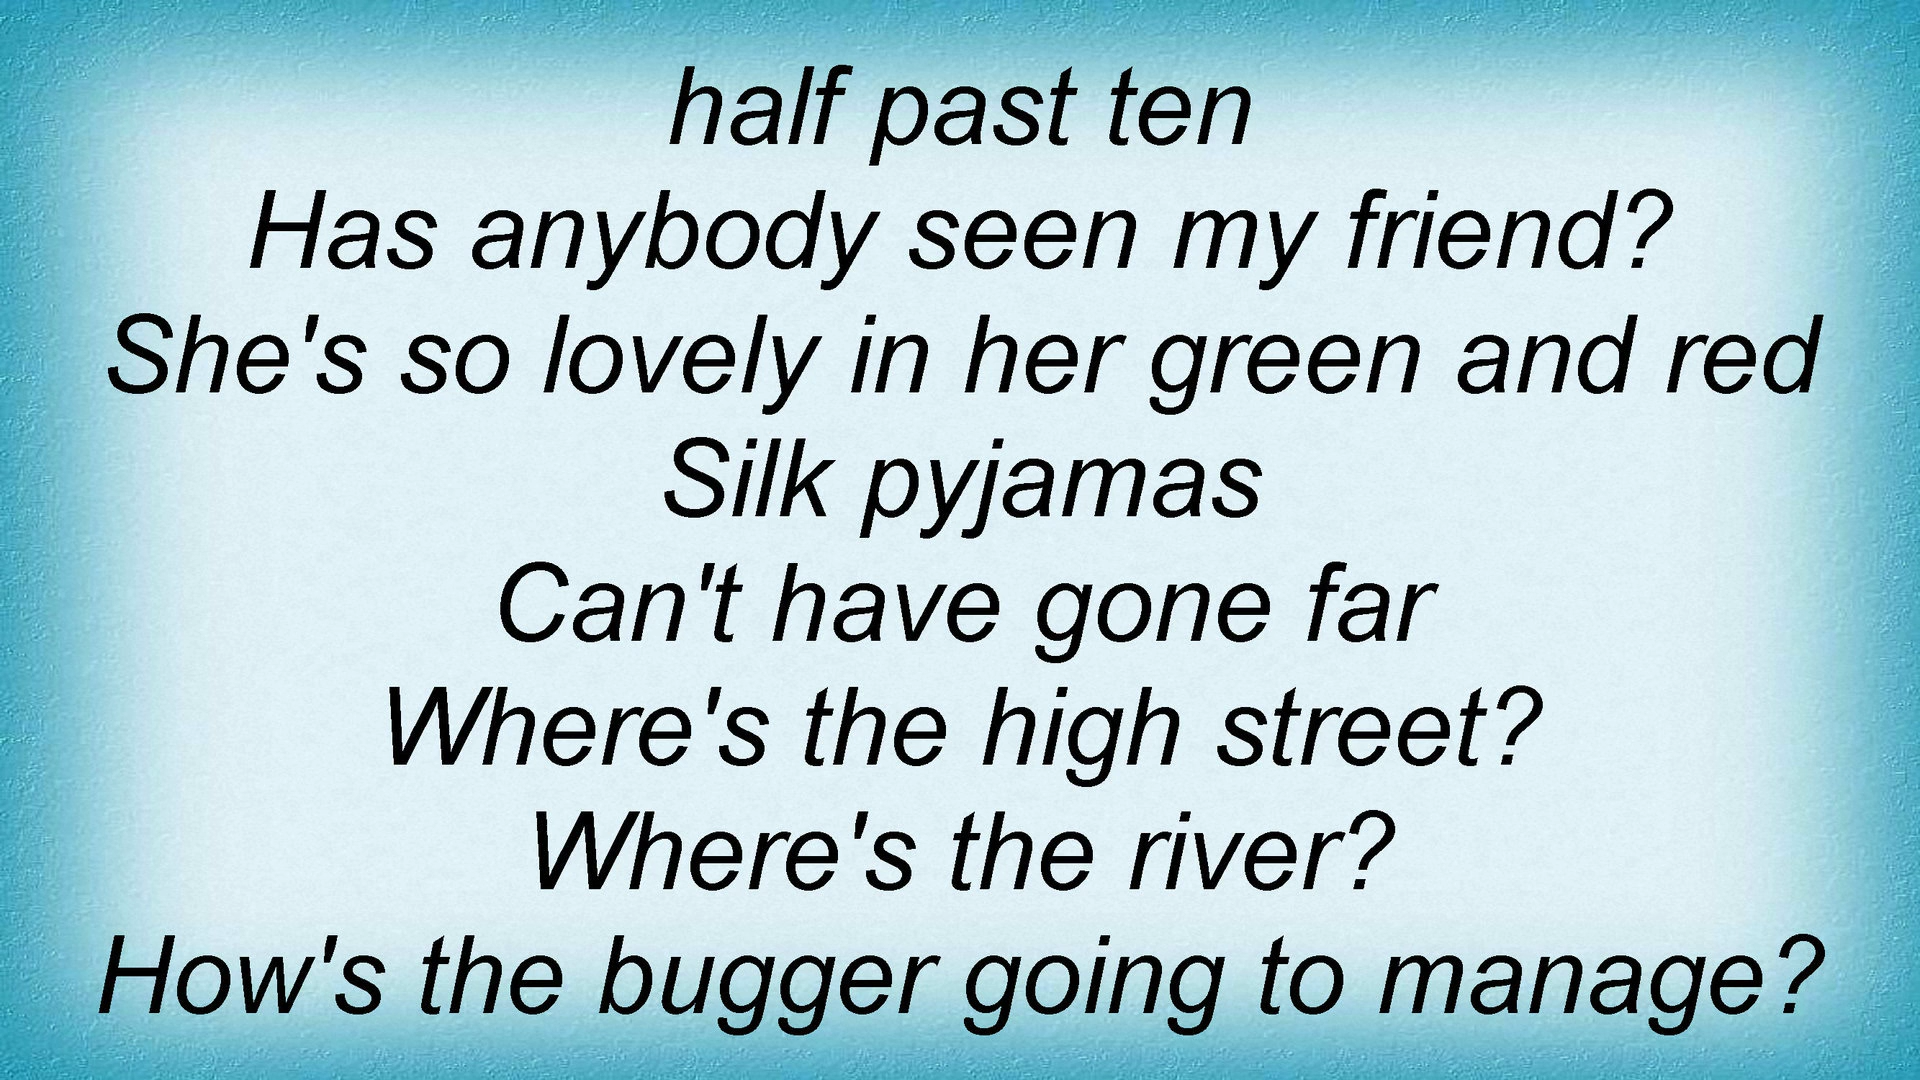 half past ten
Has anybody seen my friend?
She's so lovely in her green and red
Silk pyjamas
Can't have gone far
Where's the high street?
Where's the river?
How's the bugger going to manage?